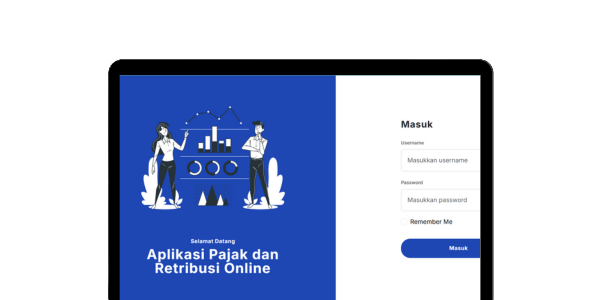 Selamat Datang
Aplikasi Pajak dan
Retribusi Online
Masuk
Username
Masukkan username
Password
Masukkan password
Remember Me
Masuk